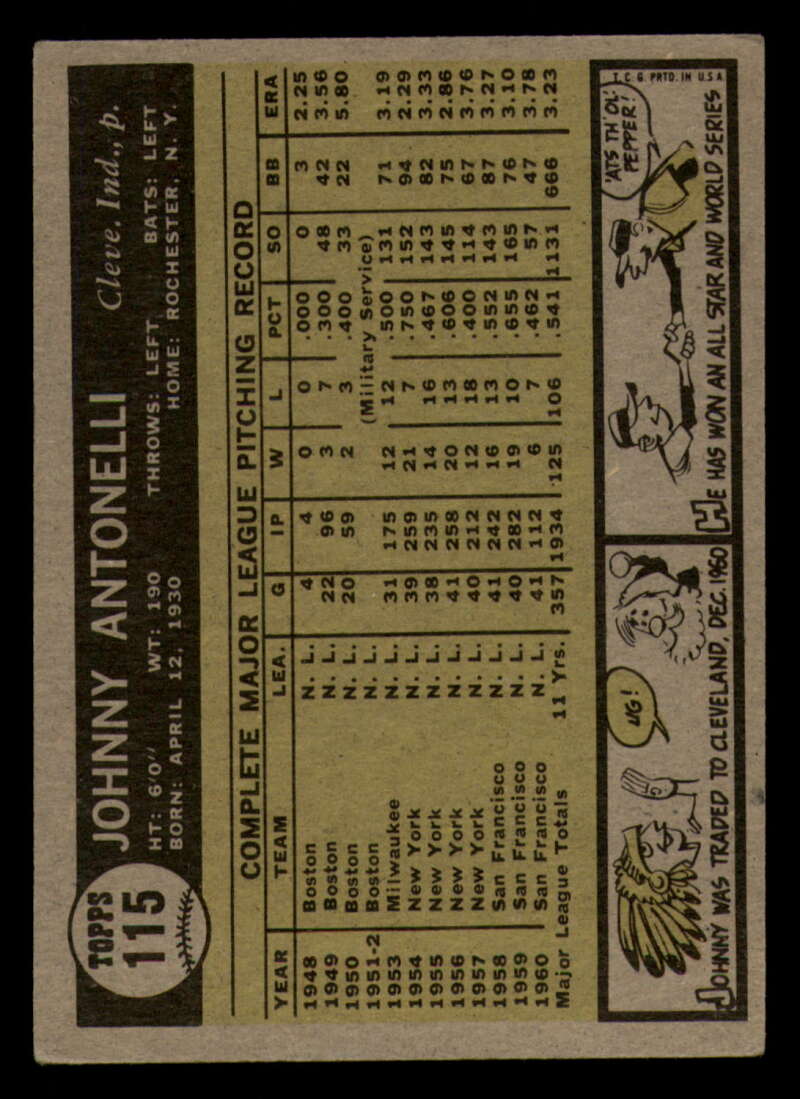 TOPPS
115
JOHNNY ANTONELLI Cleve. Ind., p.
HT: 6'0" WT: 190 THROWS: LEFT BATS: LEFT
BORN: APRIL 12, 1930 HOME: ROCHESTER, N. Y.
COMPLETE MAJOR LEAGUE PITCHING RECORD
YEAR TEAM LEA. G IP W L PCT SO BB ERA
1948 Boston N. L. 4 4 0 0 .000 0 3 2.25
1949 Boston N. L. 22 96 3 7 .300 48 42 3.56
1950 Boston N. L. 20 59 2 3 .400 33 22 5.80
1951-2 Boston N. L. (Military Service)
1953 Milwaukee N. L. 31 175 12 12 .500 131 71 3.19
1954 New York N. L. 39 259 21 7 .750 152 94 2.29
1955 New York N. L. 38 235 14 16 .467 143 82 3.33
1956 New York N. L. 41 258 20 13 .606 145 75 2.86
1957 New York N. L. 40 212 12 18 .400 114 67 3.76
1958 San Francisco N. L. 41 242 16 13 .552 143 87 3.27
1959 San Francisco N. L. 40 282 19 10 .655 165 76 3.10
1960 San Francisco N. L. 41 112 6 7 .462 57 47 3.78
Major League Totals 11 Yrs. 357 1934 125 106 .541 1131 666 3.23
UG!
JOHNNY WAS TRADED TO CLEVELAND, DEC. 1960
T. C. G. PRTD. IN U.S.A
'ATS TH' OL'
PEPPER!
HE HAS WON AN ALL STAR AND WORLD SERIES